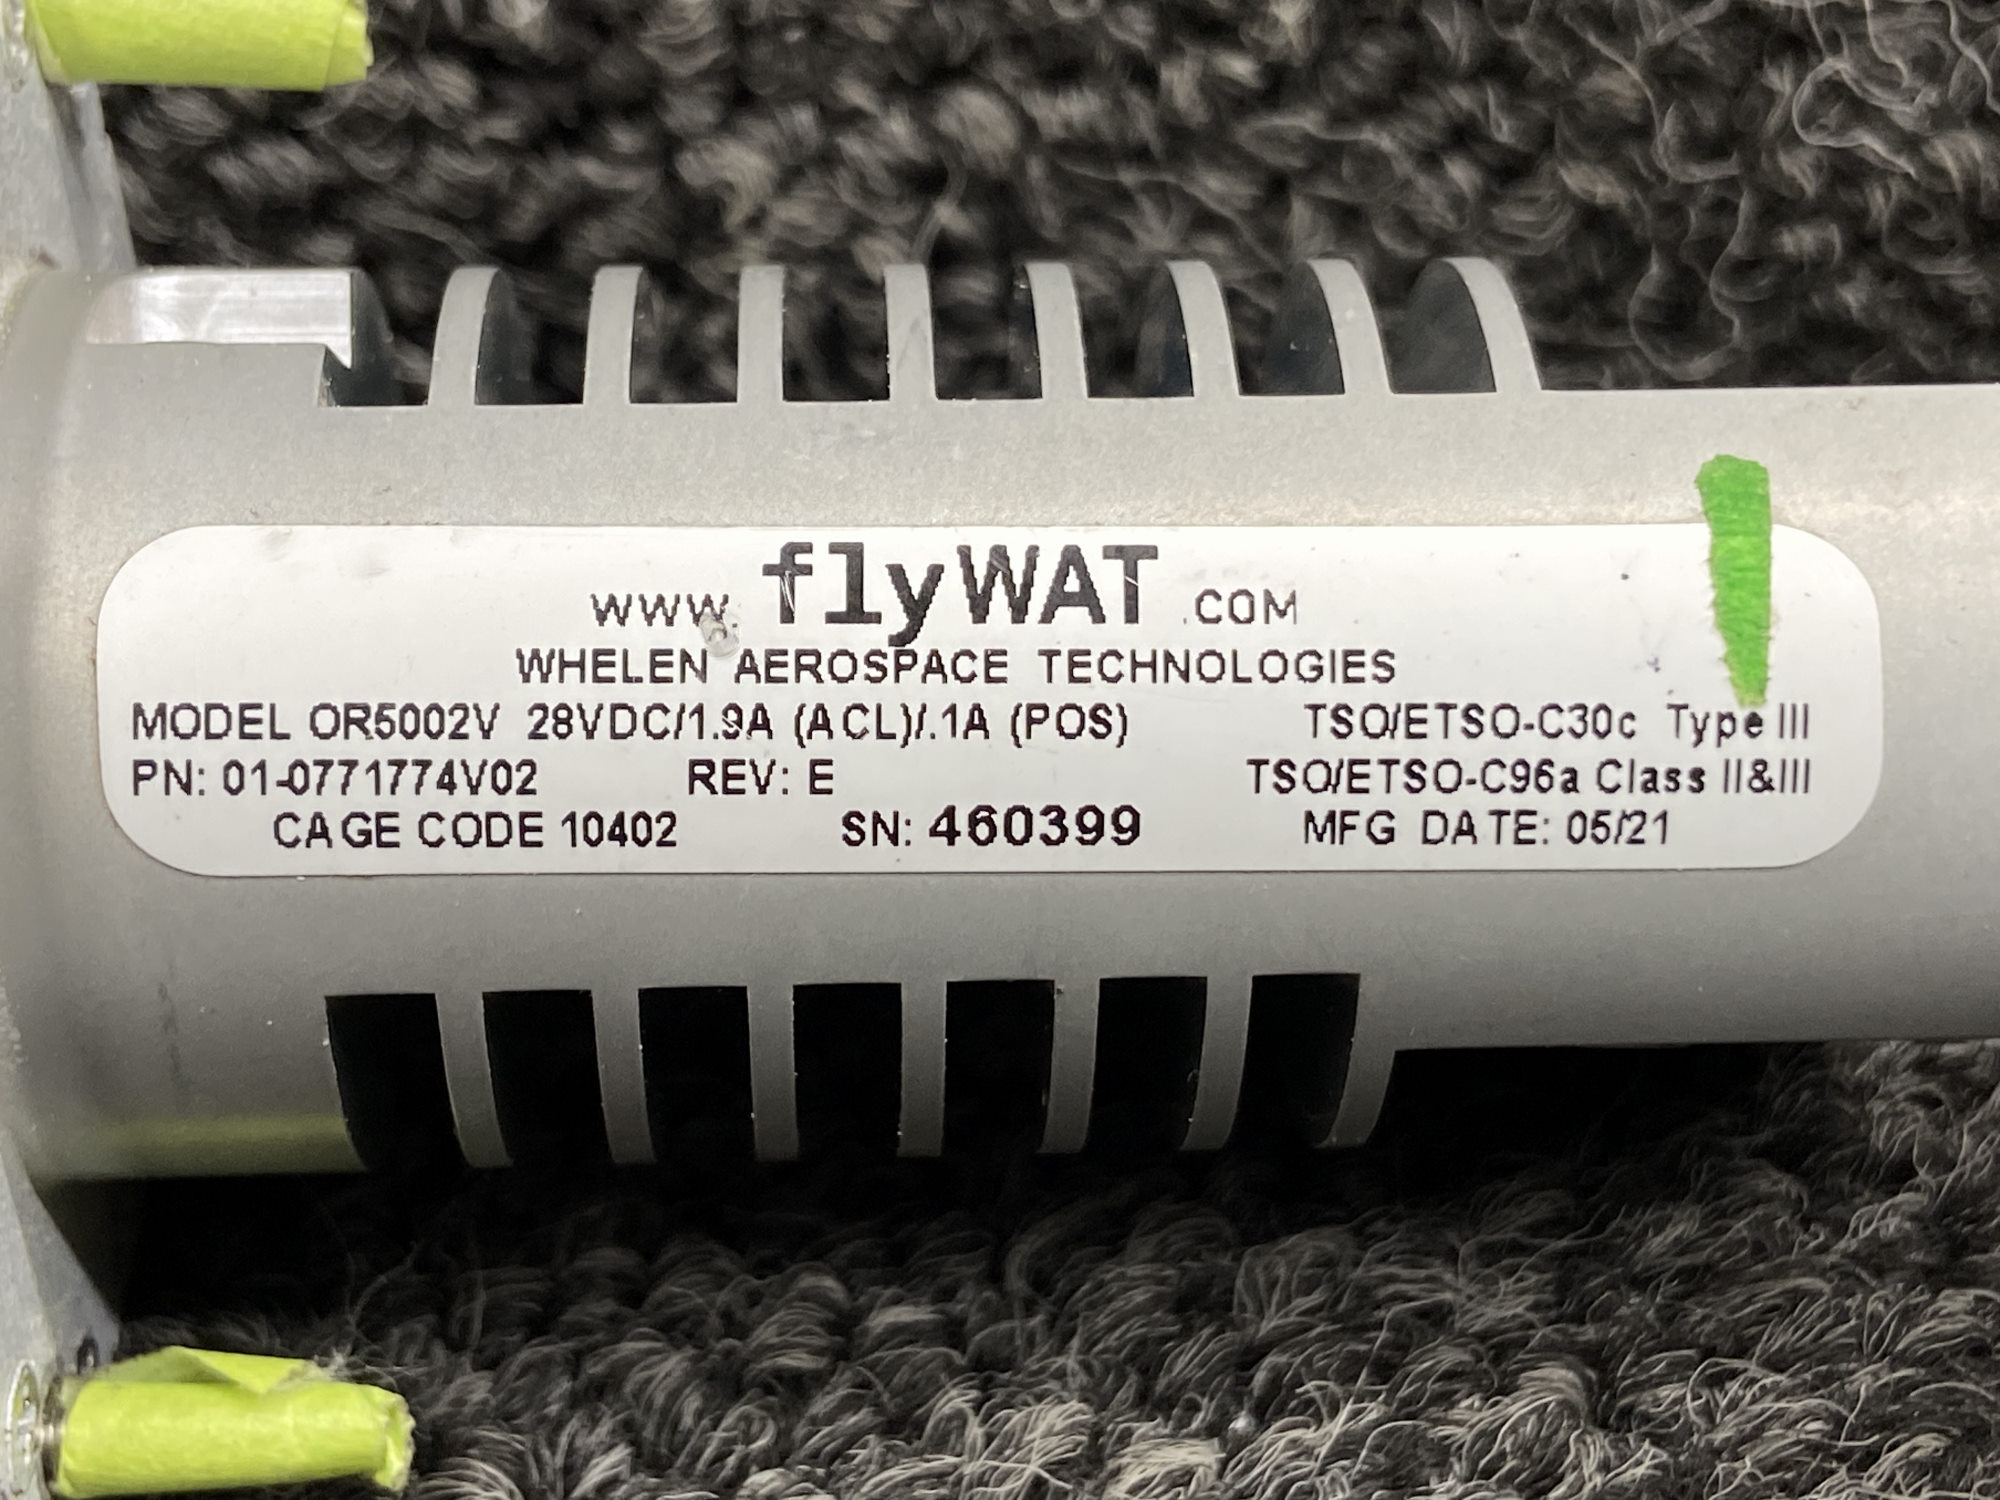 www.flyWAT.COM
WHELEN AEROSPACE TECHNOLOGIES
MODEL OR5002V 28VDC/1.9A (ACL)/.1A (POS) TSO/ETSO-C30c Type III
PN: 01-0771774V02 REV: E TSO/ETSO-C96a Class II&III
CAGE CODE 10402 SN: 460399 MFG DATE: 05/21